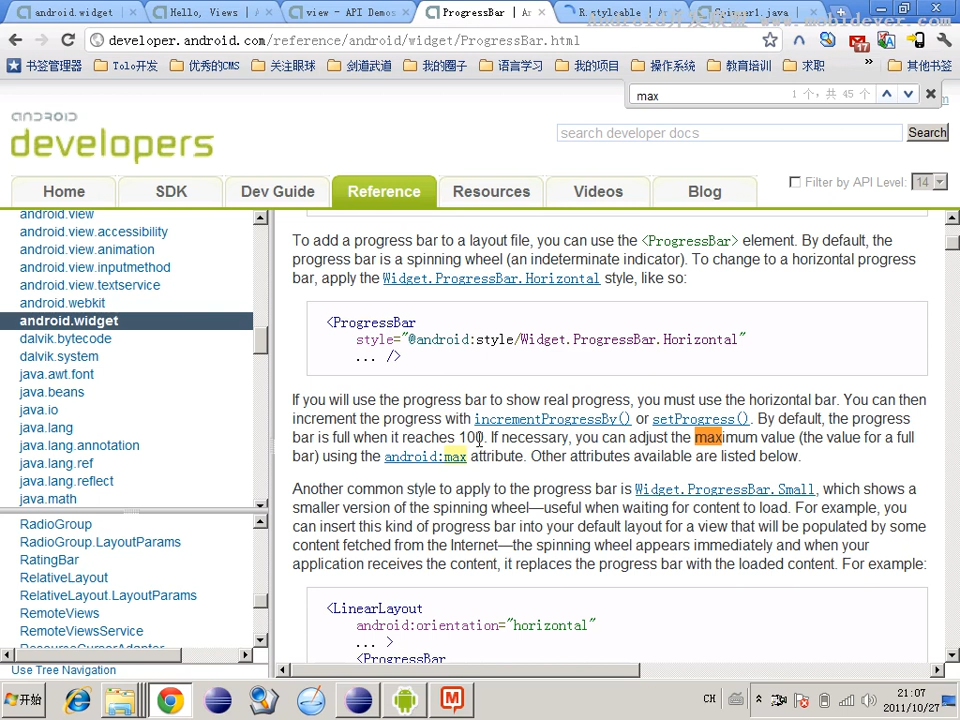 android.widget
Hello, Views | A
view - API Demos
ProgressBar | An
R.styleable | A
Spinner1.java
www.mobidever.com
developer.android.com/reference/android/widget/ProgressBar.html
17
书签管理器
Tolo开发
优秀的CMS
关注眼球
剑道武道
我的圈子
语言学习
我的项目
操作系统
教育培训
求职
»
其他书签
max
1 个，共 45 个
ANDROID
developers
search developer docs
Search
Home
SDK
Dev Guide
Reference
Resources
Videos
Blog
Filter by API Level: 14
android.view
android.view.accessibility
android.view.animation
android.view.inputmethod
android.view.textservice
android.webkit
android.widget
dalvik.bytecode
dalvik.system
java.awt.font
java.beans
java.io
java.lang
java.lang.annotation
java.lang.ref
java.lang.reflect
java.math
RadioGroup
RadioGroup.LayoutParams
RatingBar
RelativeLayout
RelativeLayout.LayoutParams
RemoteViews
RemoteViewsService
ResourceCursorAdapter
Use Tree Navigation
To add a progress bar to a layout file, you can use the <ProgressBar> element. By default, the
progress bar is a spinning wheel (an indeterminate indicator). To change to a horizontal progress
bar, apply the Widget.ProgressBar.Horizontal style, like so:
<ProgressBar
style="@android:style/Widget.ProgressBar.Horizontal"
... />
If you will use the progress bar to show real progress, you must use the horizontal bar. You can then
increment the progress with incrementProgressBy() or setProgress(). By default, the progress
bar is full when it reaches 100. If necessary, you can adjust the maximum value (the value for a full
bar) using the android:max attribute. Other attributes available are listed below.
Another common style to apply to the progress bar is Widget.ProgressBar.Small, which shows a
smaller version of the spinning wheel—useful when waiting for content to load. For example, you
can insert this kind of progress bar into your default layout for a view that will be populated by some
content fetched from the Internet—the spinning wheel appears immediately and when your
application receives the content, it replaces the progress bar with the loaded content. For example:
<LinearLayout
android:orientation="horizontal"
... >
<ProgressBar
开始
CH
21:07
2011/10/27